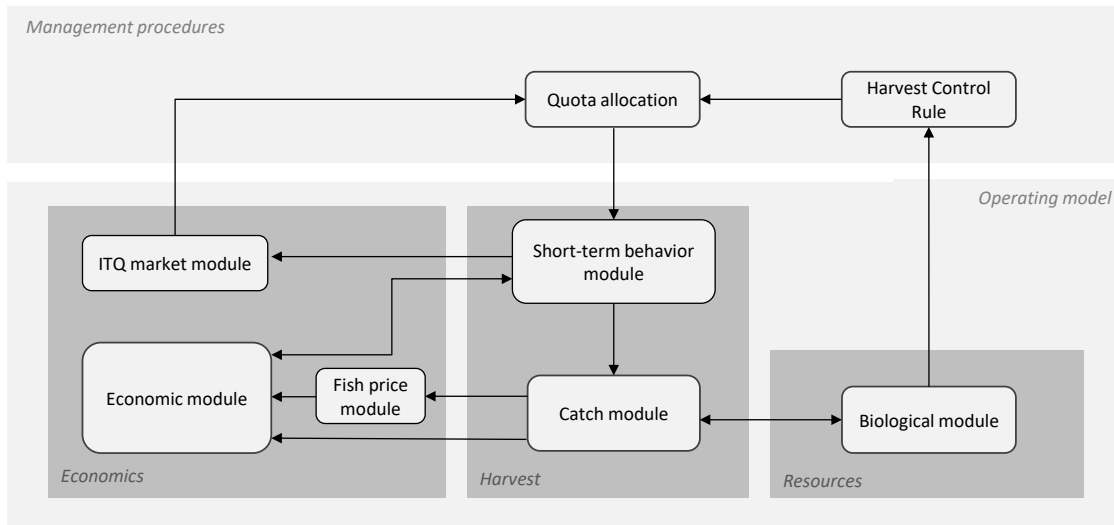 Management procedures
Quota allocation
Harvest Control
Rule
Operating model
ITQ market module
Short-term behavior
module
Economic module
Fish price
module
Catch module
Biological module
Economics
Harvest
Resources